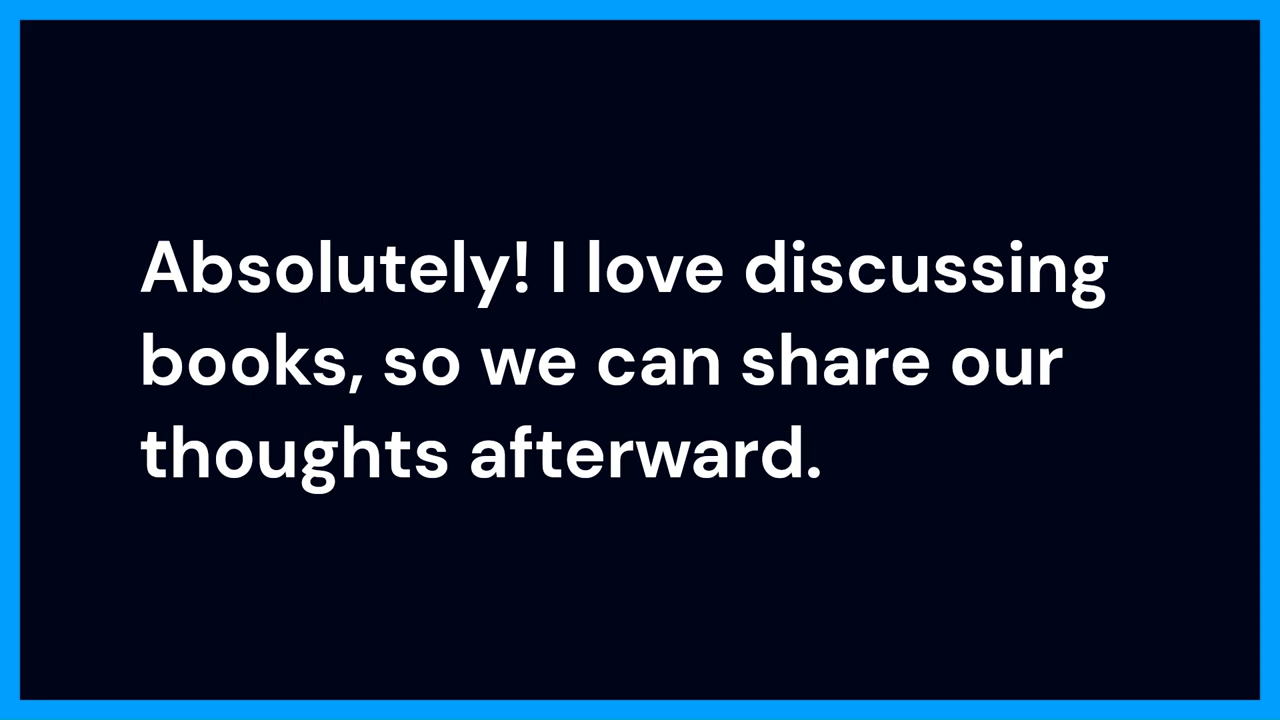 Absolutely! I love discussing
books, so we can share our
thoughts afterward.